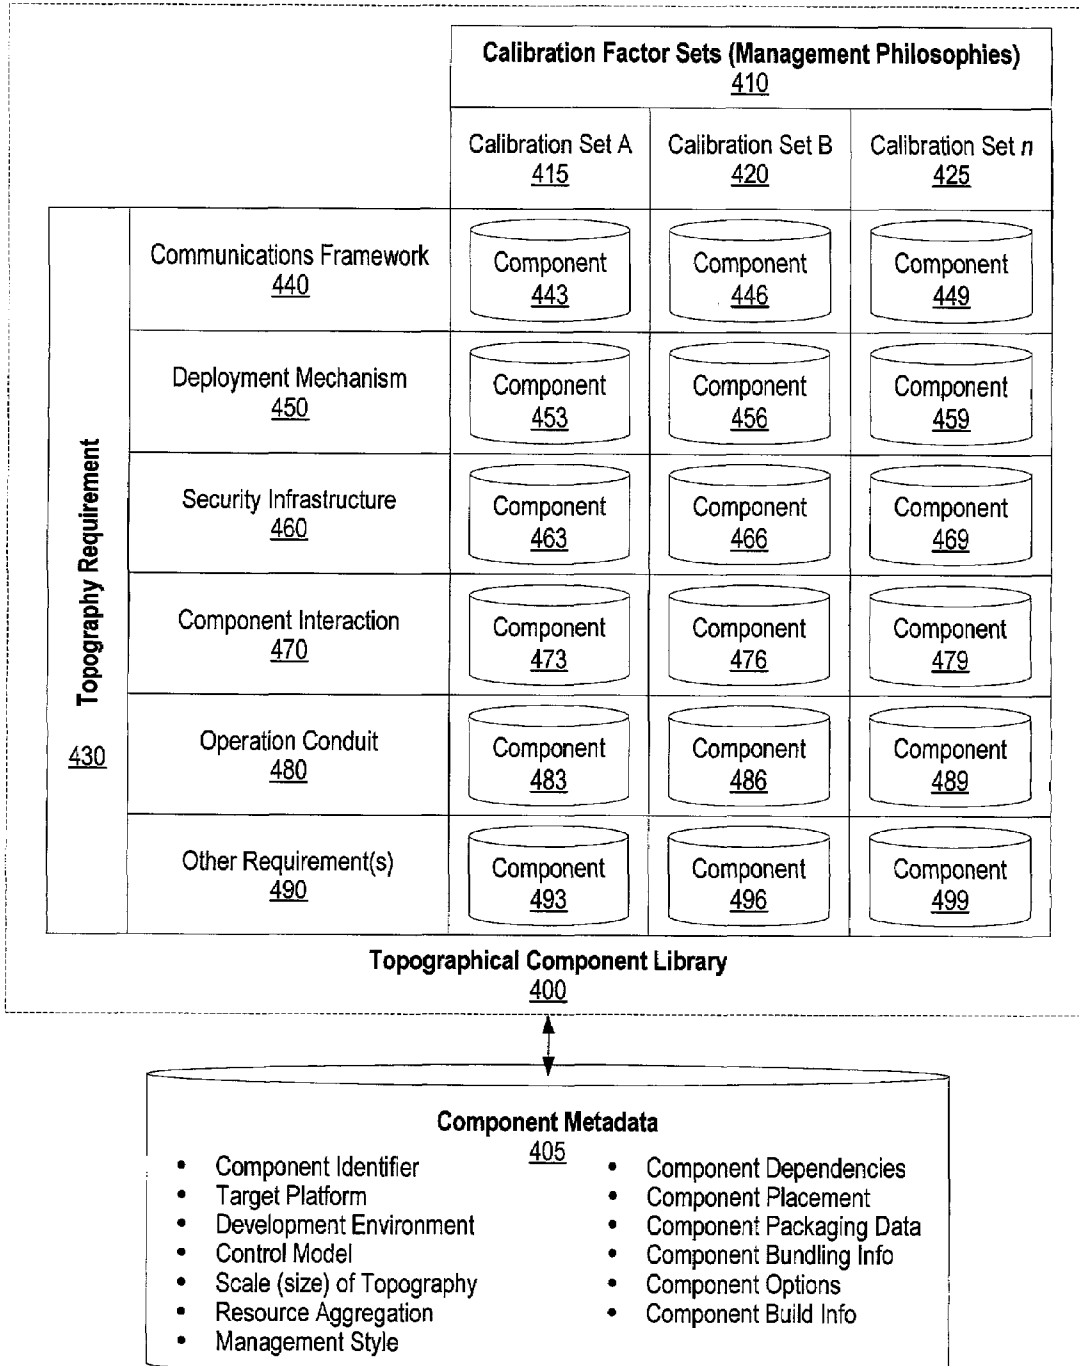 Calibration Factor Sets (Management Philosophies)
410
Calibration Set A
415
Calibration Set B
420
Calibration Set n
425
Topography Requirement
430
Communications Framework
440
Component
443
Component
446
Component
449
Deployment Mechanism
450
Component
453
Component
456
Component
459
Security Infrastructure
460
Component
463
Component
466
Component
469
Component Interaction
470
Component
473
Component
476
Component
479
Operation Conduit
480
Component
483
Component
486
Component
489
Other Requirement(s)
490
Component
493
Component
496
Component
499
Topographical Component Library
400
Component Metadata
405
• Component Identifier
• Target Platform
• Development Environment
• Control Model
• Scale (size) of Topography
• Resource Aggregation
• Management Style
• Component Dependencies
• Component Placement
• Component Packaging Data
• Component Bundling Info
• Component Options
• Component Build Info